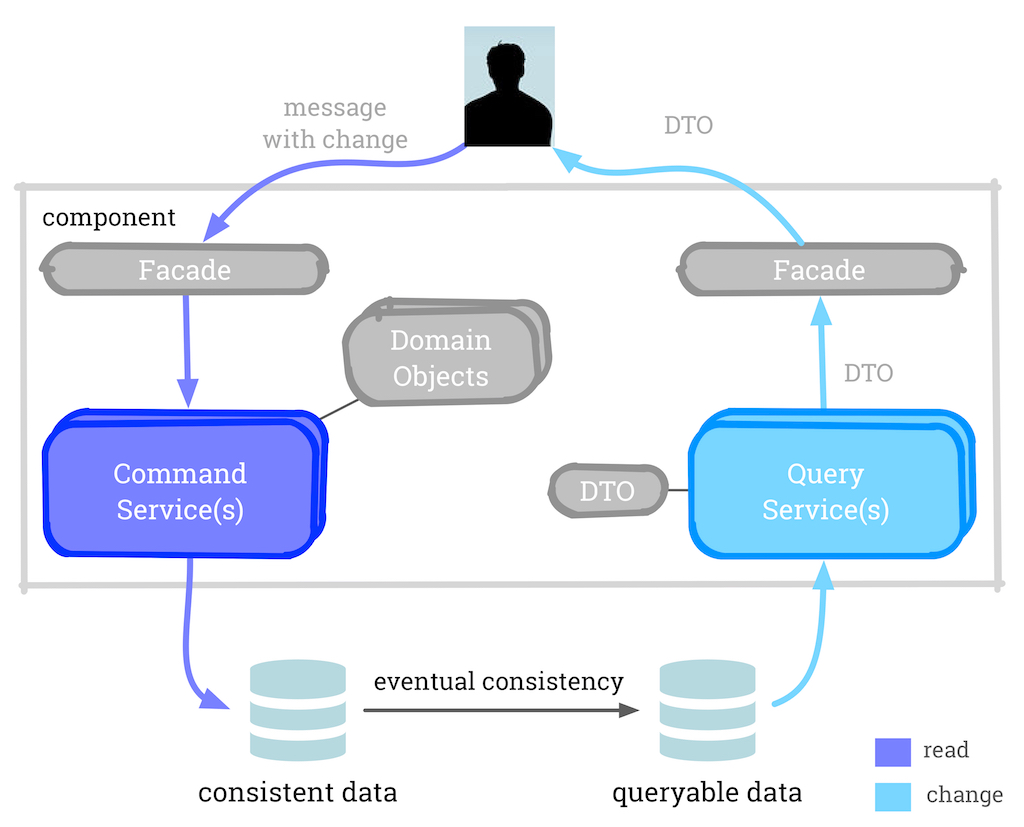 message
with change
DTO
component
Facade
Facade
Domain
Objects
DTO
Command
Service(s)
DTO
Query
Service(s)
eventual consistency
consistent data
queryable data
read
change